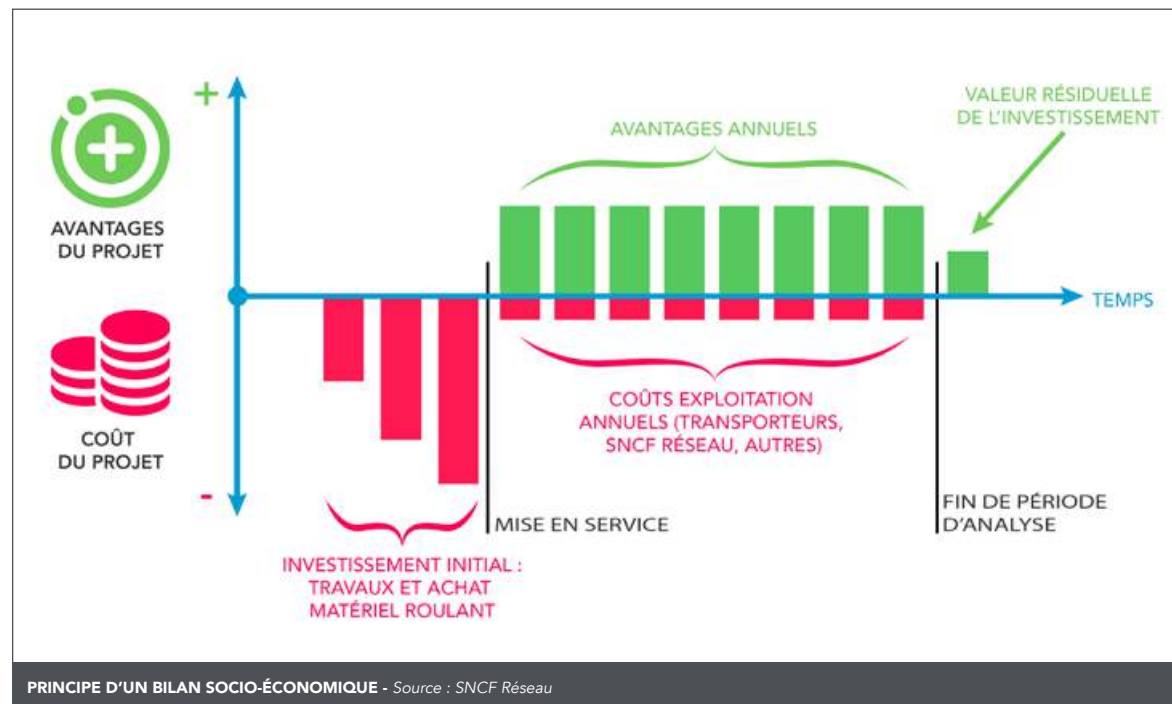 +
AVANTAGES
DU PROJET
AVANTAGES ANNUELS
VALEUR RÉSIDUELLE
DE L'INVESTISSEMENT
TEMPS
COÛT
DU PROJET
-
COÛTS EXPLOITATION
ANNUELS (TRANSPORTEURS,
SNCF RÉSEAU, AUTRES)
MISE EN SERVICE
FIN DE PÉRIODE
D'ANALYSE
INVESTISSEMENT INITIAL :
TRAVAUX ET ACHAT
MATÉRIEL ROULANT
PRINCIPE D'UN BILAN SOCIO-ÉCONOMIQUE - Source : SNCF Réseau